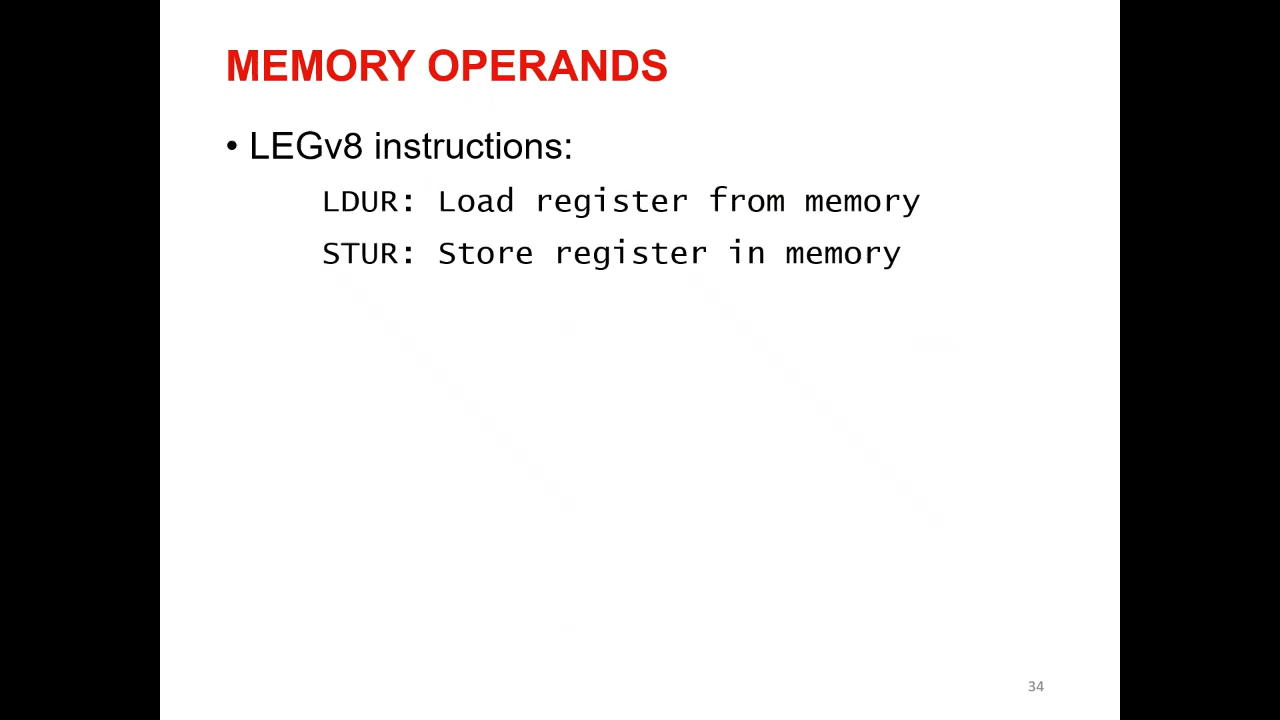 MEMORY OPERANDS
• LEGv8 instructions:
LDUR: Load register from memory
STUR: Store register in memory
34